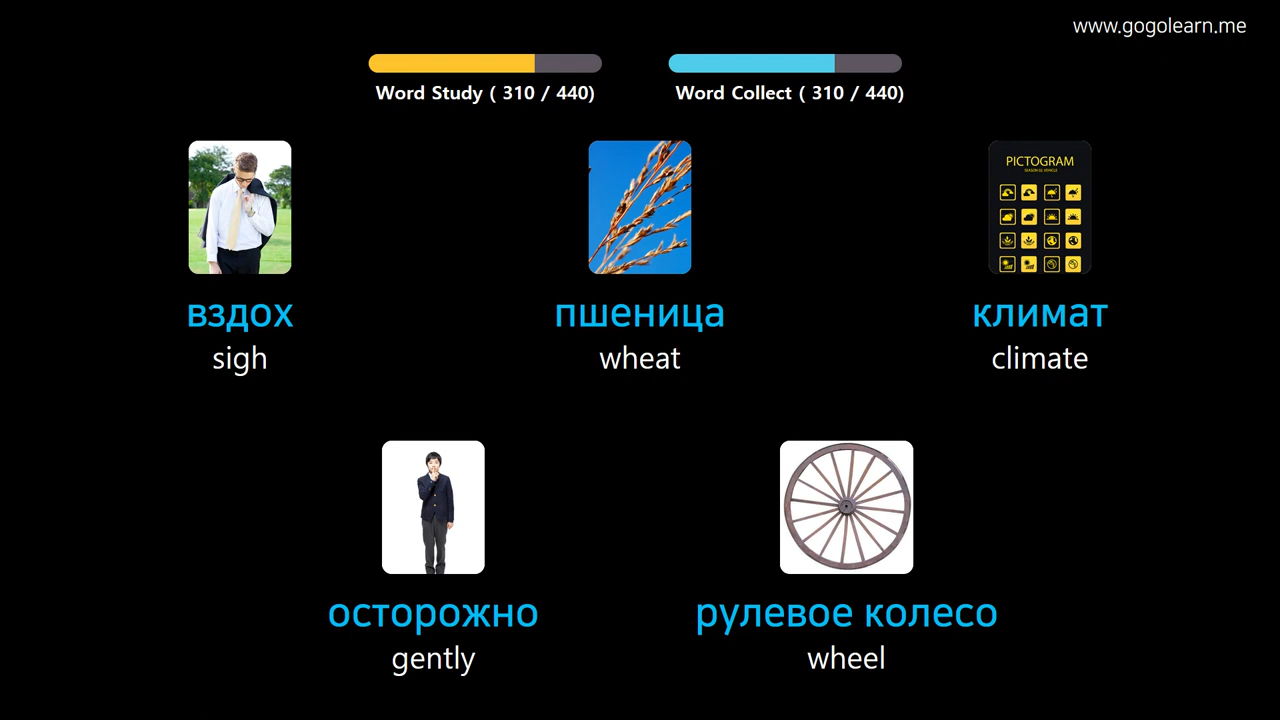 www.gogolearn.me
Word Study ( 310 / 440)
Word Collect ( 310 / 440)
PICTOGRAM
вздох
sigh
пшеница
wheat
климат
climate
осторожно
gently
рулевое колесо
wheel